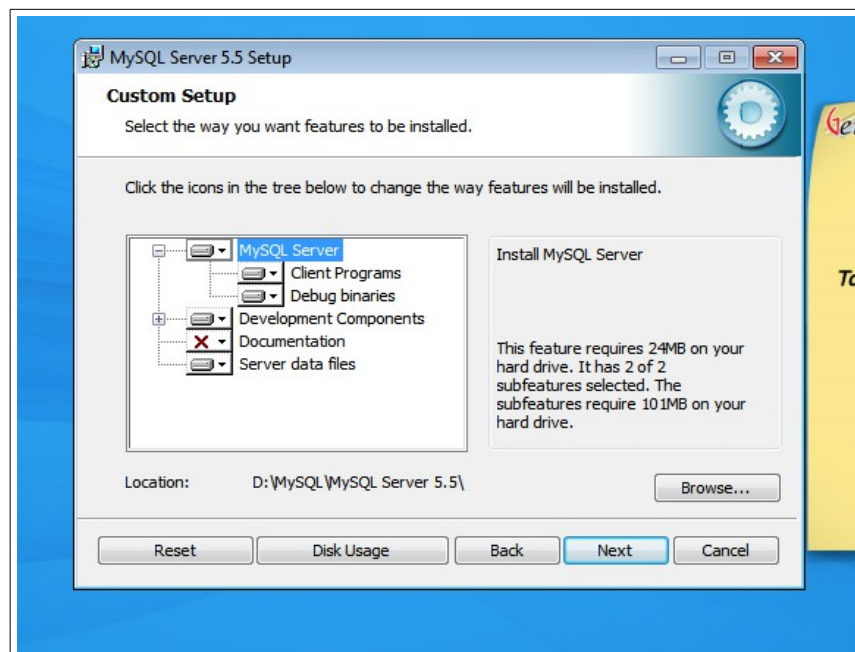 MySQL Server 5.5 Setup
Custom Setup
Select the way you want features to be installed.
Click the icons in the tree below to change the way features will be installed.
MySQL Server
Client Programs
Debug binaries
Development Components
Documentation
Server data files
Install MySQL Server
This feature requires 24MB on your
hard drive. It has 2 of 2
subfeatures selected. The
subfeatures require 101MB on your
hard drive.
Location: D:\MySQL\MySQL Server 5.5\
Browse...
Reset Disk Usage Back Next Cancel